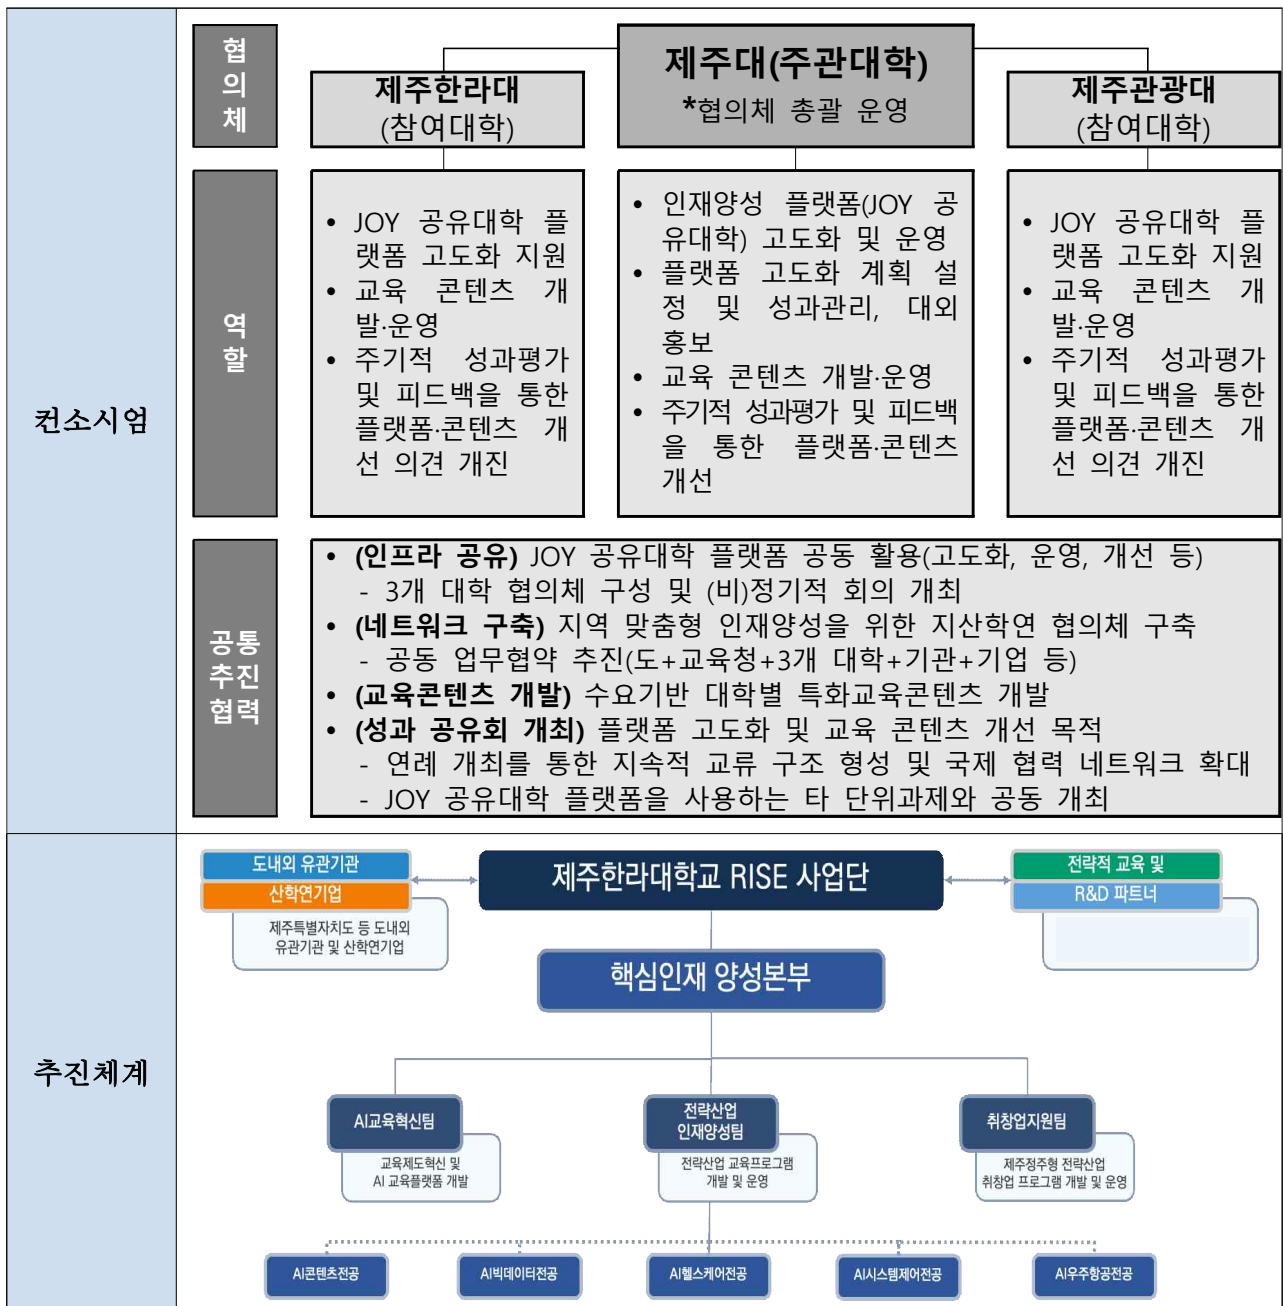 컨소시엄
협
의
체
제주한라대
(참여대학)
제주대(주관대학)
*협의체 총괄 운영
제주관광대
(참여대학)
역
할
• JOY 공유대학 플
랫폼 고도화 지원
• 교육 콘텐츠 개
발·운영
• 주기적 성과평가
및 피드백을 통한
플랫폼·콘텐츠 개
선 의견 개진
• 인재양성 플랫폼(JOY 공
유대학) 고도화 및 운영
• 플랫폼 고도화 계획 설
정 및 성과관리, 대외
홍보
• 교육 콘텐츠 개발·운영
• 주기적 성과평가 및 피드백
을 통한 플랫폼·콘텐츠
개선
• JOY 공유대학 플
랫폼 고도화 지원
• 교육 콘텐츠 개
발·운영
• 주기적 성과평가
및 피드백을 통한
플랫폼·콘텐츠 개
선 의견 개진
공통
추진
협력
• (인프라 공유) JOY 공유대학 플랫폼 공동 활용(고도화, 운영, 개선 등)
- 3개 대학 협의체 구성 및 (비)정기적 회의 개최
• (네트워크 구축) 지역 맞춤형 인재양성을 위한 지산학연 협의체 구축
- 공동 업무협약 추진(도+교육청+3개 대학+기관+기업 등)
• (교육콘텐츠 개발) 수요기반 대학별 특화교육콘텐츠 개발
• (성과 공유회 개최) 플랫폼 고도화 및 교육 콘텐츠 개선 목적
- 연례 개최를 통한 지속적 교류 구조 형성 및 국제 협력 네트워크 확대
- JOY 공유대학 플랫폼을 사용하는 타 단위과제와 공동 개최
추진체계
도내외 유관기관
산학연기업
제주특별자치도 등 도내외
유관기관 및 산학연기업
제주한라대학교 RISE 사업단
전략적 교육 및
R&D 파트너
핵심인재 양성본부
AI교육혁신팀
교육제도혁신 및
AI 교육플랫폼 개발
전략산업
인재양성팀
전략산업 교육프로그램
개발 및 운영
취창업지원팀
제주정주형 전략산업
취창업 프로그램 개발 및 운영
AI콘텐츠전공
AI빅데이터전공
AI헬스케어전공
AI시스템제어전공
AI우주항공전공